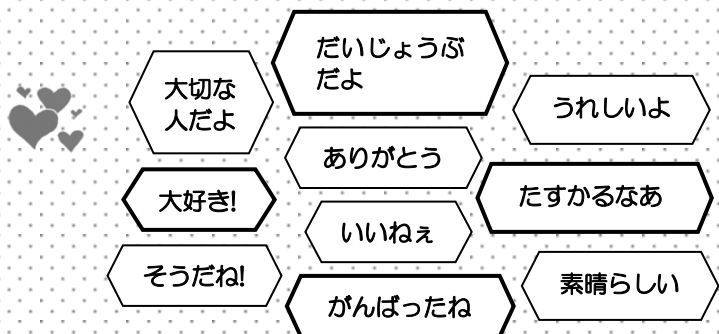 だいじょうぶ
だよ
大切な
人だよ
うれしいよ
ありがとう
大好き!
たすかるなあ
いいねぇ
そうだね!
素晴らしい
がんばったね